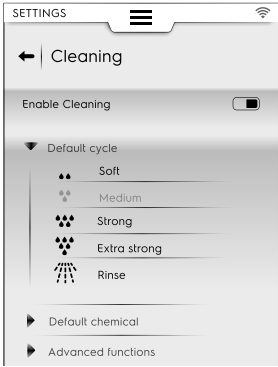 SETTINGS
Cleaning
Enable Cleaning
Default cycle
Soft
Medium
Strong
Extra strong
Rinse
Default chemical
Advanced functions